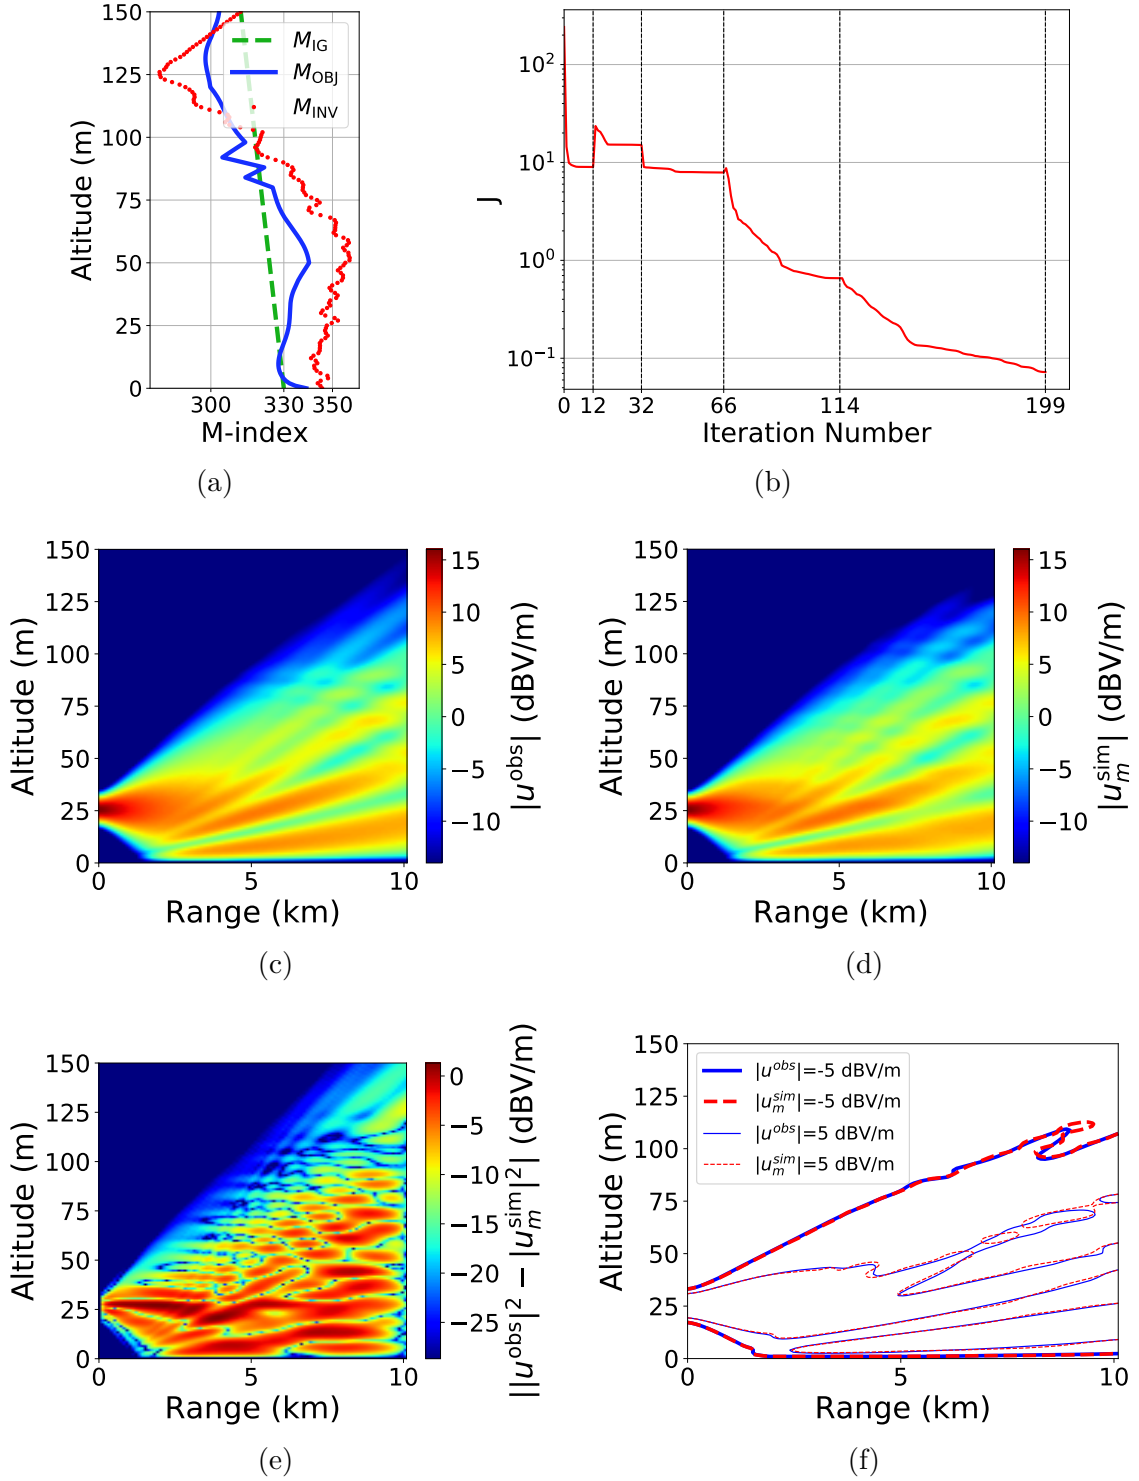 150
125
100
75
50
25
0
Altitude (m)
300 330 350
M-index
M_IG
M_OBJ
M_INV
(a)
10^2
10^1
10^0
10^-1
J
0 12 32 66 114 199
Iteration Number
(b)
150
125
100
75
50
25
0
Altitude (m)
0 5 10
Range (km)
15
10
5
0
−5
−10
|u^obs| (dBV/m)
(c)
150
125
100
75
50
25
0
Altitude (m)
0 5 10
Range (km)
15
10
5
0
−5
−10
|u_m^sim| (dBV/m)
(d)
150
125
100
75
50
25
0
Altitude (m)
0 5 10
Range (km)
0
−5
−10
−15
−20
−25
||u^obs|^2 − |u_m^sim|^2| (dBV/m)
(e)
150
125
100
75
50
25
0
Altitude (m)
0 5 10
Range (km)
|u^obs|=-5 dBV/m
|u_m^sim|=-5 dBV/m
|u^obs|=5 dBV/m
|u_m^sim|=5 dBV/m
(f)